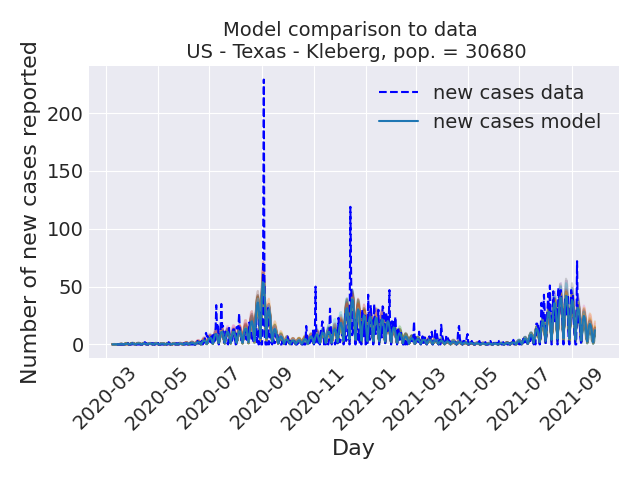 Model comparison to data
US - Texas - Kleberg, pop. = 30680
Number of new cases reported
200
150
100
50
0
new cases data
new cases model
2020-03
2020-05
2020-07
2020-09
2020-11
2021-01
2021-03
2021-05
2021-07
2021-09
Day